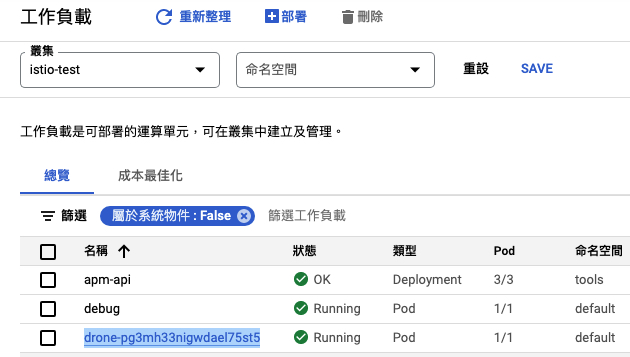 工作負載 重新整理 部署 刪除
叢集
istio-test 命名空間 重設 SAVE
工作負載是可部署的運算單元，可在叢集中建立及管理。
總覽 成本最佳化
篩選 屬於系統物件 : False 篩選工作負載
名稱 狀態 類型 Pod 命名空間
apm-api OK Deployment 3/3 tools
debug Running Pod 1/1 default
drone-pg3mh33nigwdael75st5 Running Pod 1/1 default